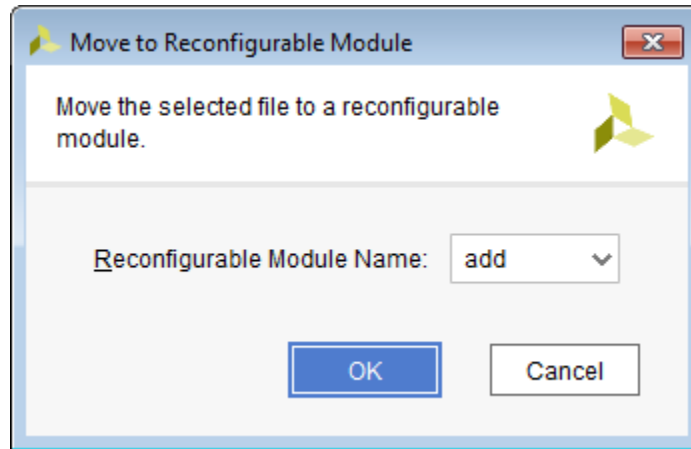 Move to Reconfigurable Module
Move the selected file to a reconfigurable
module.
Reconfigurable Module Name: add
OK Cancel